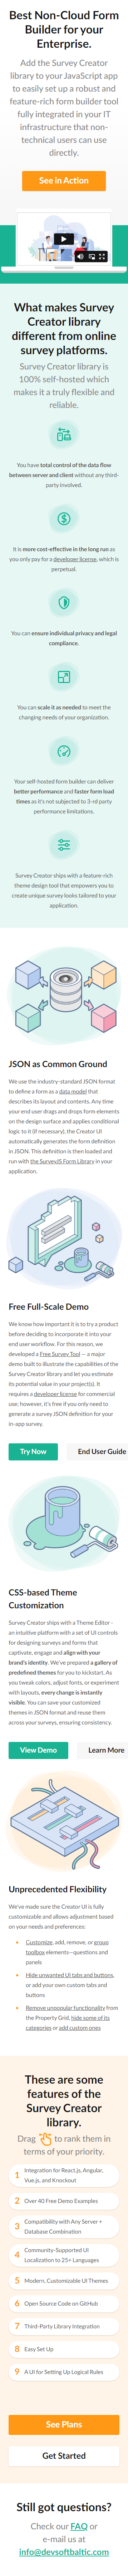 Best Non-Cloud Form
Builder for your
Enterprise.
Add the Survey Creator
library to your JavaScript app
to easily set up a robust and
feature-rich form builder tool
fully integrated in your IT
infrastructure that non-
technical users can use
directly.
See in Action
What makes Survey
Creator library
different from online
survey platforms.
Survey Creator library is
100% self-hosted which
makes it a truly flexible and
reliable.
You have total control of the data flow
between server and client without any third-
party involved.
It is more cost-effective in the long run as
you only pay for a developer license, which is
perpetual.
You can ensure individual privacy and legal
compliance.
You can scale it as needed to meet the
changing needs of your organization.
Your self-hosted form builder can deliver
better performance and faster form load
times as it's not subjected to 3-rd party
performance limitations.
Survey Creator ships with a feature-rich
theme design tool that empowers you to
create unique survey tools tailored to your
application.
JSON as Common Ground
We use the industry-standard JSON format
to define a form as a data model that
describes its layout and contents. Any time
your end user drags and drops form elements
on the design surface and applies conditional
logic to it (if necessary), the Creator UI
automatically generates the form definition
in JSON. This definition is then loaded and
run with the SurveyJS Form Library in your
application.
Free Full-Scale Demo
We know how important it is to try a product
before deciding to incorporate it into your
end user workflow. For this reason, we
developed a Free Survey Tool — a major
demo built to illustrate the capabilities of the
Survey Creator library and let you estimate
its potential value in your project(s). It
requires a developer license for commercial
use; however, it's free if you only need to
generate a survey JSON definition for your
in-app survey.
Try Now
End User Guide
CSS-based Theme
Customization
Survey Creator ships with a Theme Editor -
an intuitive platform with a set of UI controls
for designing surveys and forms that
captivate, engage and align with your
brand's identity. We've prepared a gallery of
predefined themes for you to kickstart. As
you tweak colors, adjust fonts, or experiment
with layouts, every change is instantly
visible. You can save your customized
themes in JSON format and reuse them
across your surveys, ensuring consistency.
View Demo
Learn More
Unprecedented Flexibility
We've made sure the Creator UI is fully
customizable and allows adjustment based
on your needs and preferences:
Customize, add, remove, or group
toolbox elements—questions and
panels
Hide unwanted UI tabs and buttons,
or add your own custom tabs and
buttons
Remove unpopular functionality from
the Property Grid, hide some of its
categories or add custom ones
These are some
features of the
Survey Creator
library.
Drag to rank them in
terms of your priority.
1 Integration for React.js, Angular,
Vue.js, and Knockout
2 Over 40 Free Demo Examples
3 Compatibility with Any Server +
Database Combination
4 Community-Supported UI
Localization to 25+ Languages
5 Modern, Customizable UI Themes
6 Open Source Code on GitHub
7 Third-Party Library Integration
8 Easy Set Up
9 A UI for Setting Up Logical Rules
See Plans
Get Started
Still got questions?
Check our FAQ or
e-mail us at
info@devsoftbaltic.com